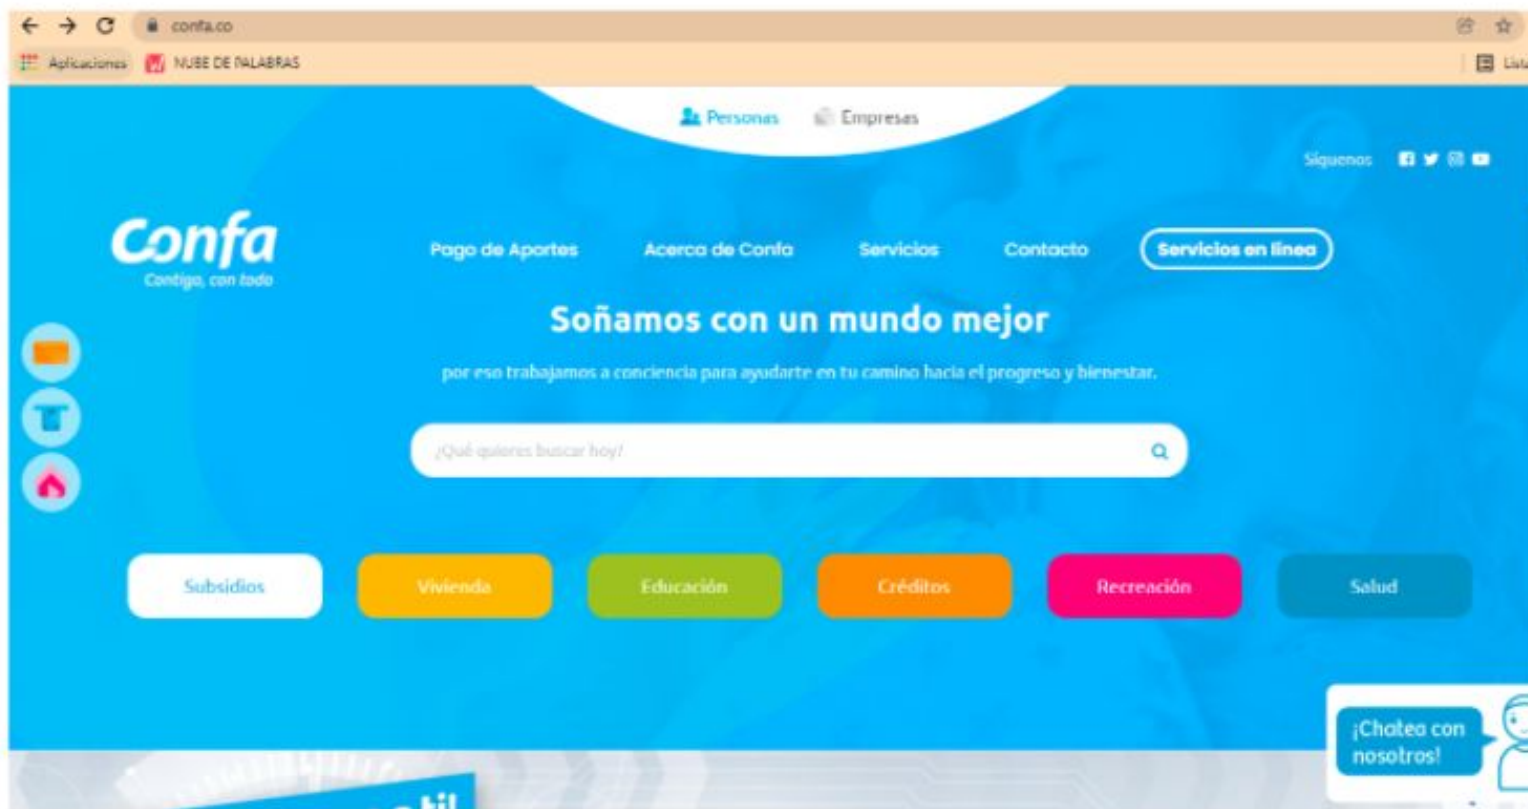 confa.co
Aplicaciones NUBE DE PALABRAS
Personas Empresas
Síguenos
Confa
Contigo, con todo
Pago de Aportes Acerca de Confa Servicios Contacto Servicios en línea
Soñamos con un mundo mejor
por eso trabajamos a conciencia para ayudarte en tu camino hacia el progreso y bienestar.
¿Qué quieres buscar hoy?
Subsidios Vivienda Educación Créditos Recreación Salud
¡Chatea con
nosotros!